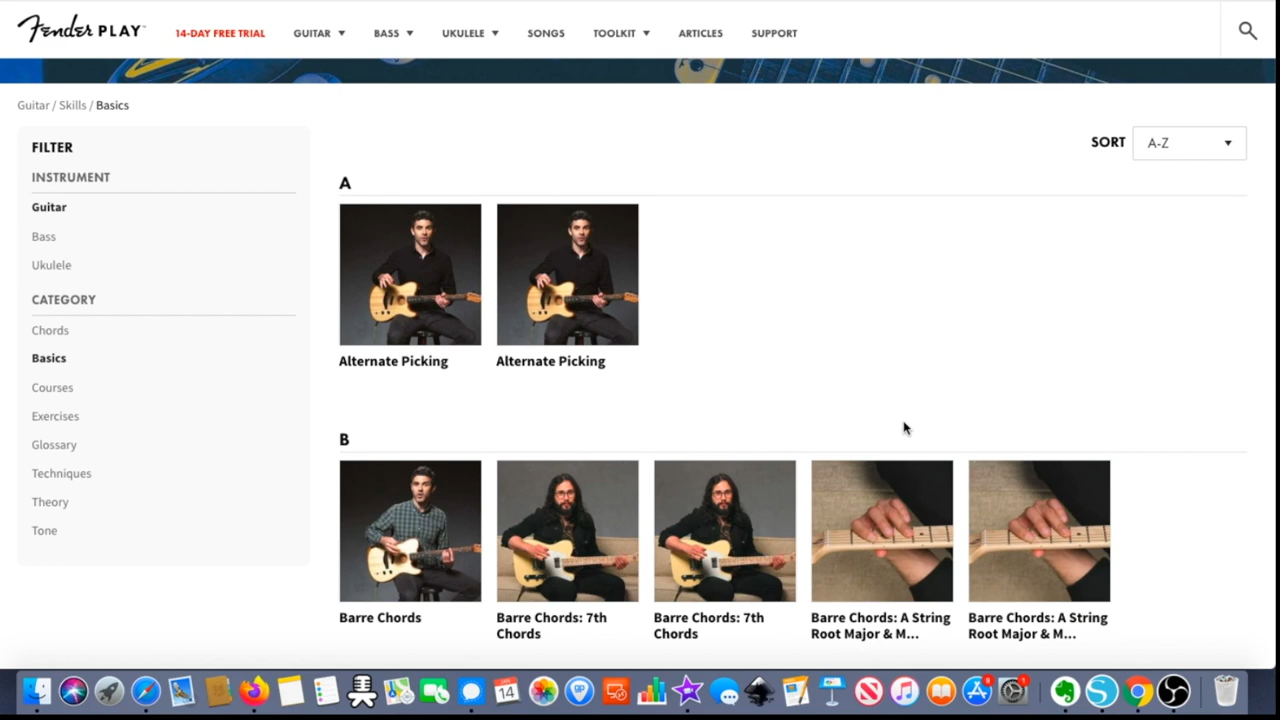 Fender PLAY™
14-DAY FREE TRIAL
GUITAR
BASS
UKULELE
SONGS
TOOLKIT
ARTICLES
SUPPORT
Guitar / Skills / Basics
FILTER
INSTRUMENT
Guitar
Bass
Ukulele
CATEGORY
Chords
Basics
Courses
Exercises
Glossary
Techniques
Theory
Tone
SORT
A-Z
A
Alternate Picking
Alternate Picking
B
Barre Chords
Barre Chords: 7th
Chords
Barre Chords: 7th
Chords
Barre Chords: A String
Root Major & M...
Barre Chords: A String
Root Major & M...
14